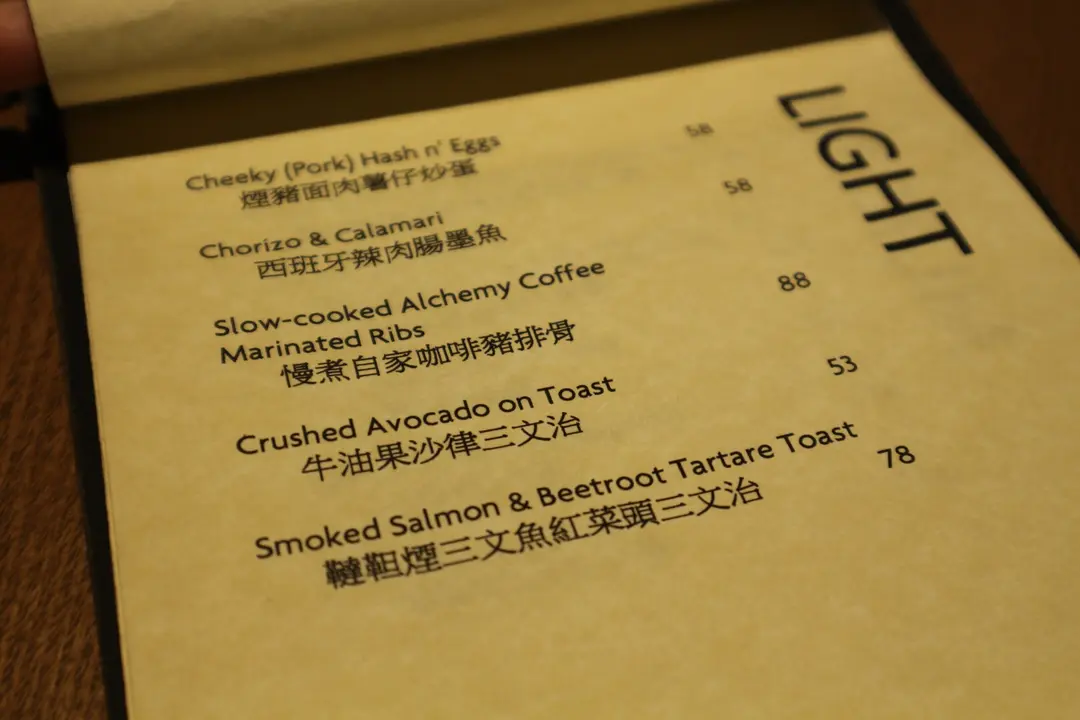 LIGHT
Cheeky (Pork) Hash n' Eggs 58
煙豬面肉薯仔炒蛋
Chorizo & Calamari 58
西班牙辣肉腸墨魚
Slow-cooked Alchemy Coffee 88
Marinated Ribs
慢煮自家咖啡豬排骨
Crushed Avocado on Toast 53
牛油果沙律三文治
Smoked Salmon & Beetroot Tartare Toast 78
韃靼煙三文魚紅菜頭三文治